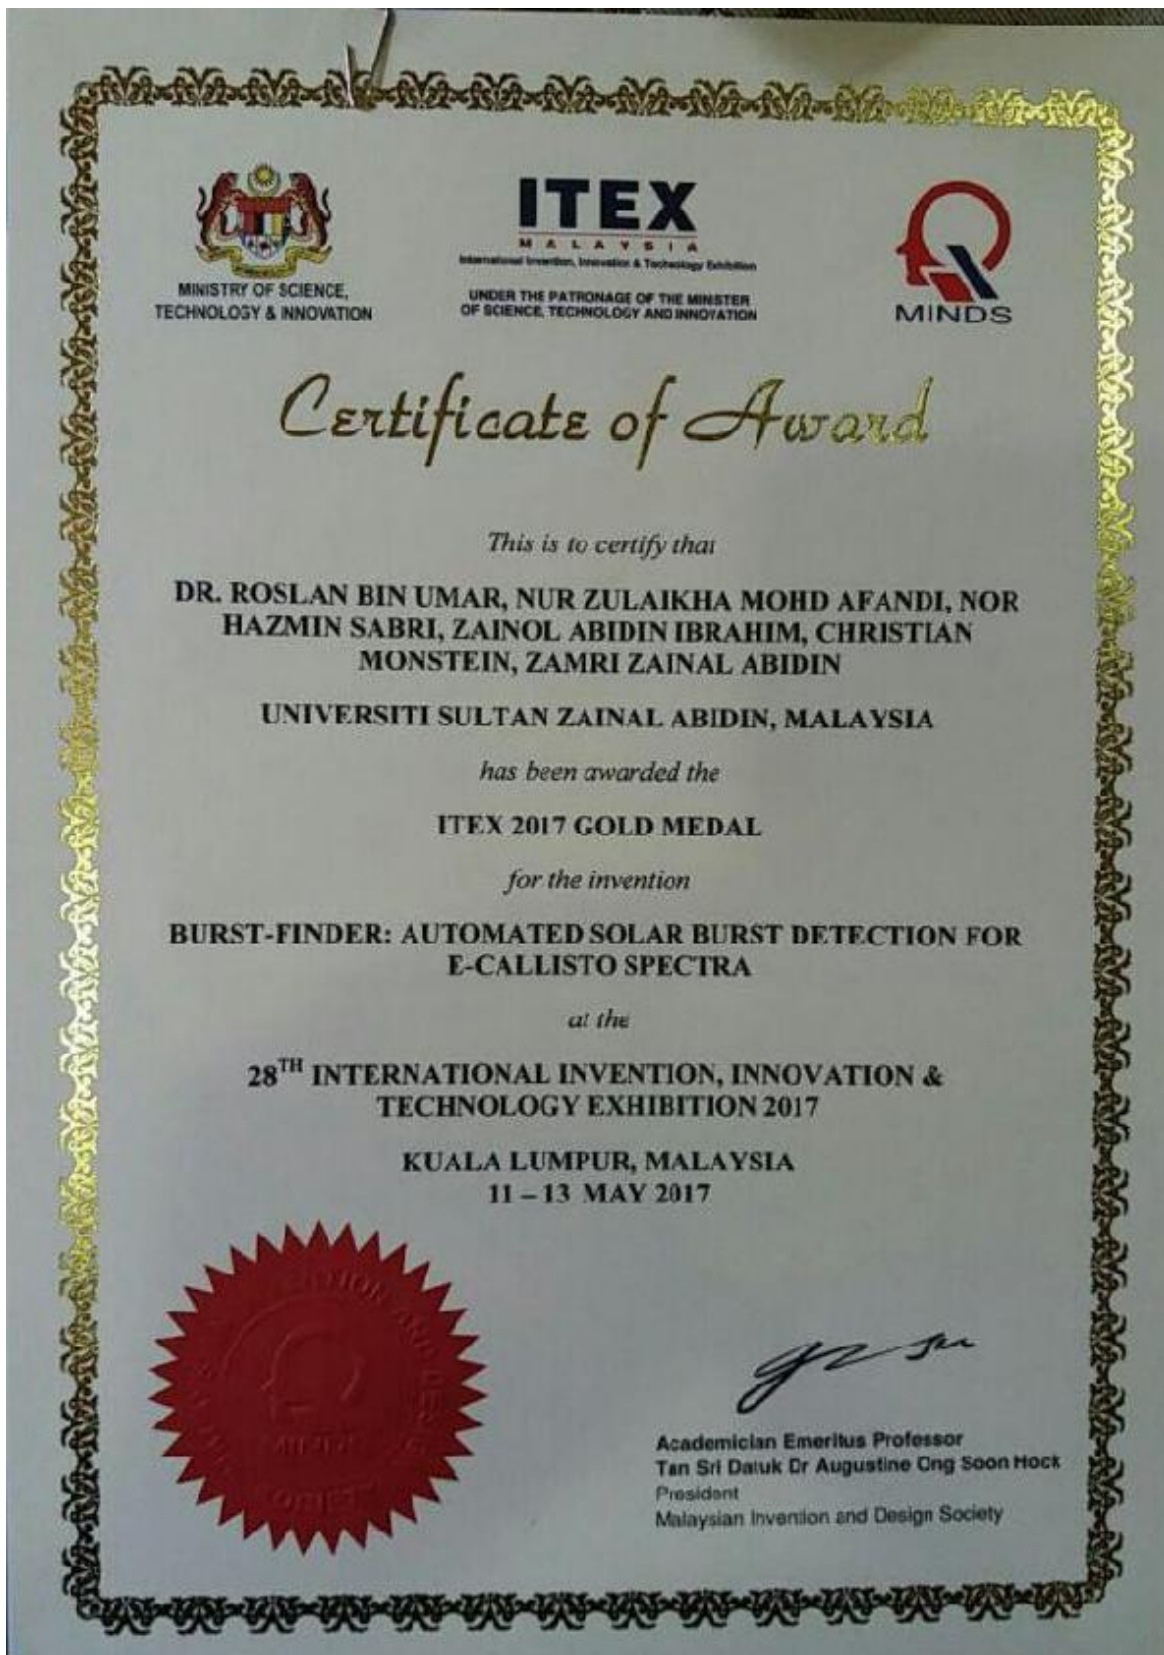 MINISTRY OF SCIENCE,
TECHNOLOGY & INNOVATION
ITEX
MALAYSIA
International Invention, Innovation & Technology Exhibition
UNDER THE PATRONAGE OF THE MINISTER
OF SCIENCE, TECHNOLOGY AND INNOVATION
MINDS
Certificate of Award
This is to certify that
DR. ROSLAN BIN UMAR, NUR ZULAIKHA MOHD AFANDI, NOR
HAZMIN SABRI, ZAINOL ABIDIN IBRAHIM, CHRISTIAN
MONSTEIN, ZAMRI ZAINAL ABIDIN
UNIVERSITI SULTAN ZAINAL ABIDIN, MALAYSIA
has been awarded the
ITEX 2017 GOLD MEDAL
for the invention
BURST-FINDER: AUTOMATED SOLAR BURST DETECTION FOR
E-CALLISTO SPECTRA
at the
28TH INTERNATIONAL INVENTION, INNOVATION &
TECHNOLOGY EXHIBITION 2017
KUALA LUMPUR, MALAYSIA
11 – 13 MAY 2017
Academician Emeritus Professor
Tan Sri Datuk Dr Augustine Ong Soon Hock
President
Malaysian Invention and Design Society